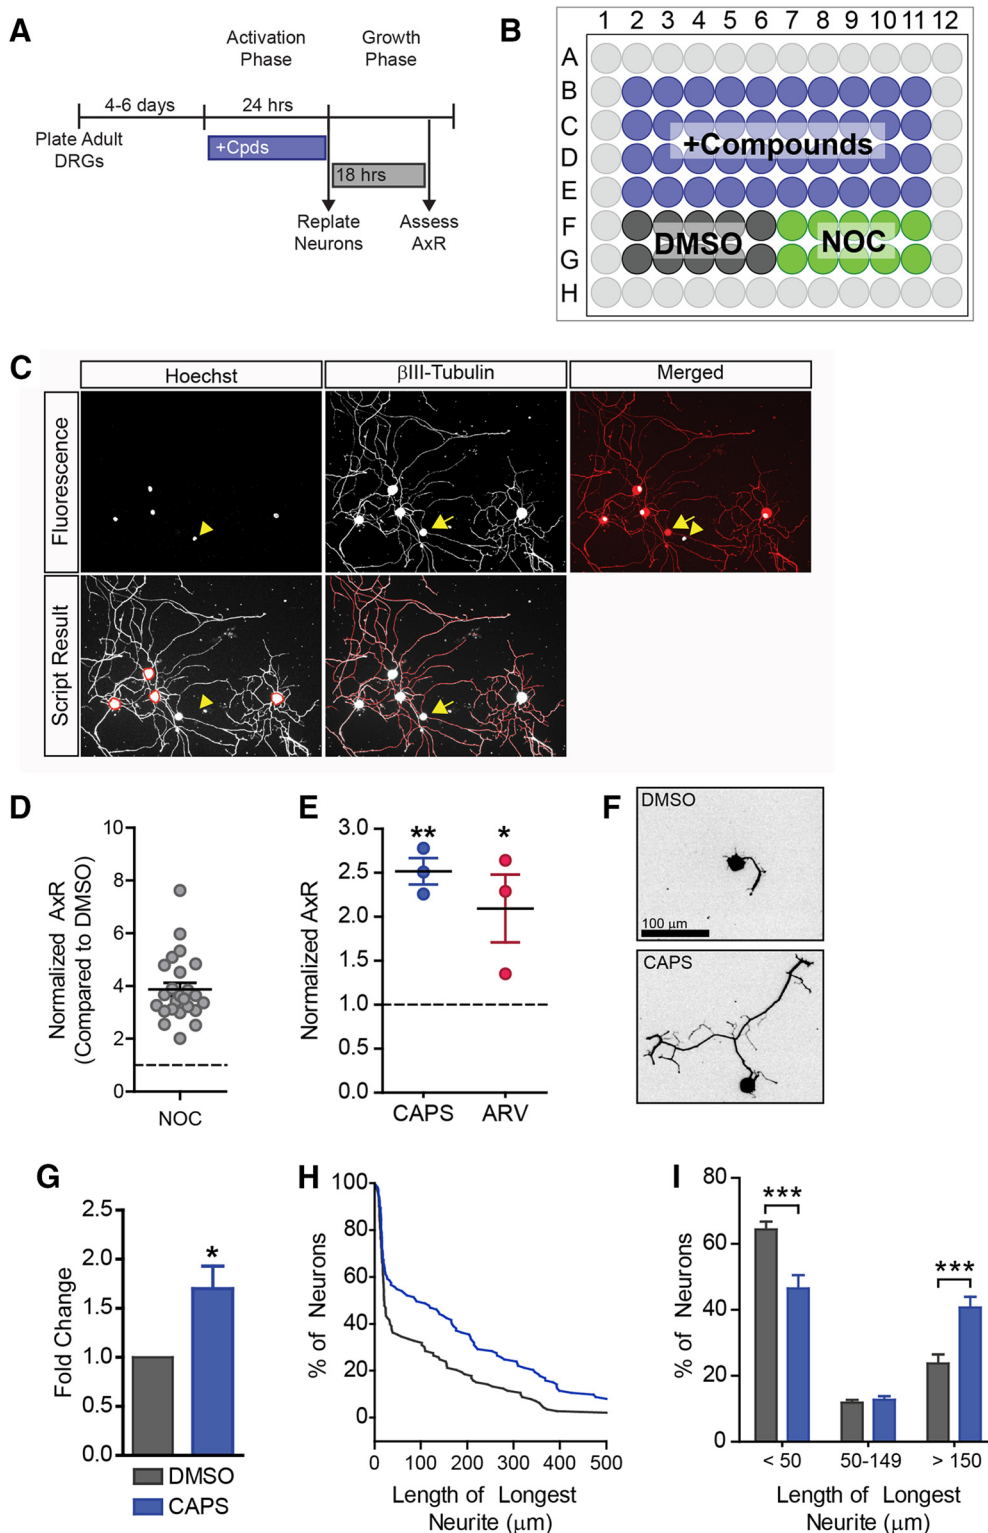 A
Activation Phase
Growth Phase
4-6 days
24 hrs
Plate Adult DRGs
+Cpds
18 hrs
Replate Neurons
Assess AxR
B
1 2 3 4 5 6 7 8 9 10 11 12
A
B
C
D
E
F
G
H
+Compounds
DMSO
NOC
C
Hoechst
βIII-Tubulin
Merged
Fluorescence
Script Result
D
Normalized AxR
(Compared to DMSO)
10
8
6
4
2
0
NOC
E
Normalized AxR
3.0
2.5
2.0
1.5
1.0
0.5
0.0
**
*
CAPS
ARV
F
DMSO
100 μm
CAPS
G
Fold Change
2.5
2.0
1.5
1.0
0.5
0.0
*
DMSO
CAPS
H
% of Neurons
100
80
60
40
20
0
0 100 200 300 400 500
Length of Longest
Neurite (μm)
I
% of Neurons
80
60
40
20
0
***
***
< 50
50-149
> 150
Length of Longest
Neurite (μm)